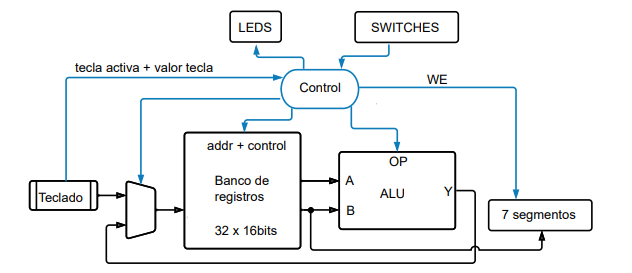 LEDS
SWITCHES
tecla activa + valor tecla
Control
WE
addr + control
OP
Banco de
registros
A
ALU
Y
Teclado
B
7 segmentos
32 x 16bits